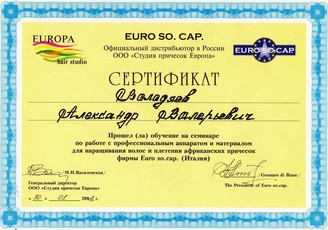 EUROPA
hair studio
EURO SO. CAP.
Официальный дистрибьютор в России
ООО «Студия причесок Европа»
EURO SO. CAP.
СЕРТИФИКАТ
Александр Валерьевич
Прошел (ла) обучение на семинаре
по работе с профессиональным аппаратом и материалом
для наращивания волос и плетения африканских причесок
фирмы Euro so.cap. (Италия)
/М.Н.Василевская/
/Gennaro di Biase/
Генеральный директор
ООО «Студия причесок Европа»
The President of Euro so.cap.